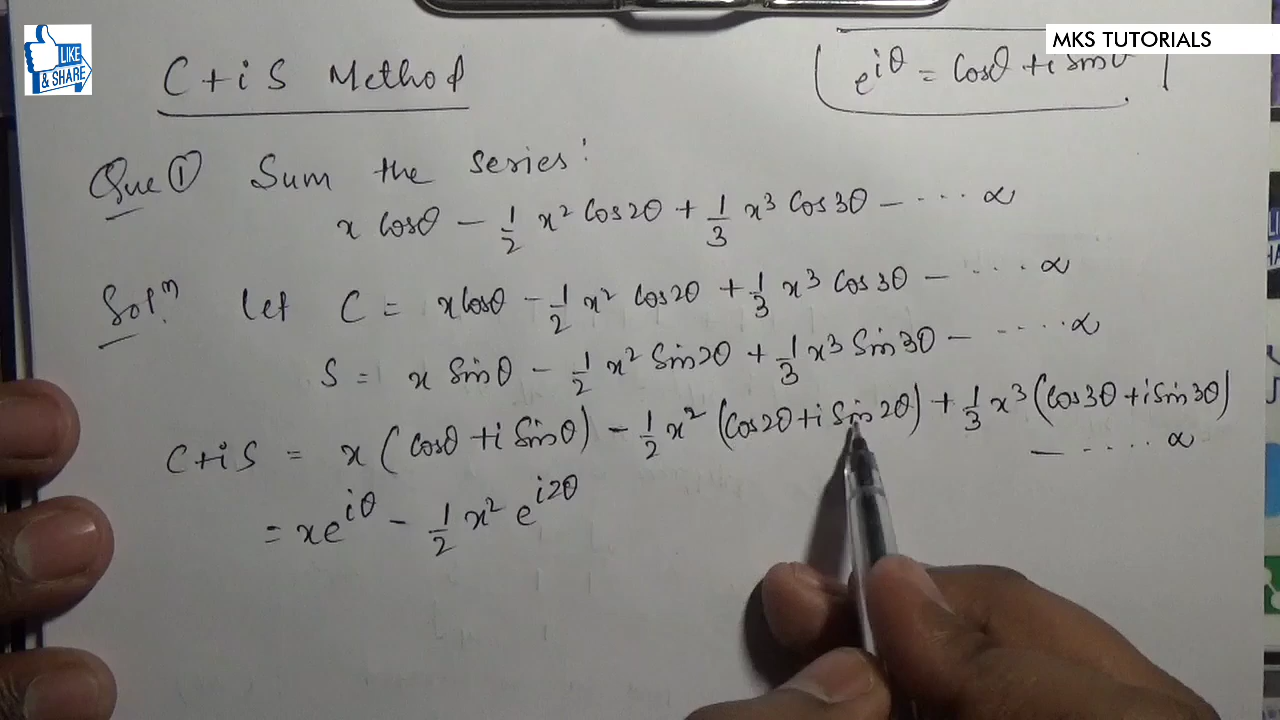 LIKE
& SHARE
MKS TUTORIALS
C+iS Method
e^{iθ} = Cosθ + i Sinθ
Que ① Sum the series:
x Cosθ - 1/2 x² Cos2θ + 1/3 x³ Cos3θ - ···· ∝
Solⁿ. Let C = xCosθ - 1/2 x² Cos2θ + 1/3 x³ Cos3θ - ···· ∝
S = x Sinθ - 1/2 x² Sin2θ + 1/3 x³ Sin3θ - ····· ∝
C+iS = x (Cosθ + i Sinθ) - 1/2 x² (Cos2θ + i Sin2θ) + 1/3 x³ (Cos3θ + i Sin3θ)
- ····· ∝
= xe^{iθ} - 1/2 x² e^{i2θ}